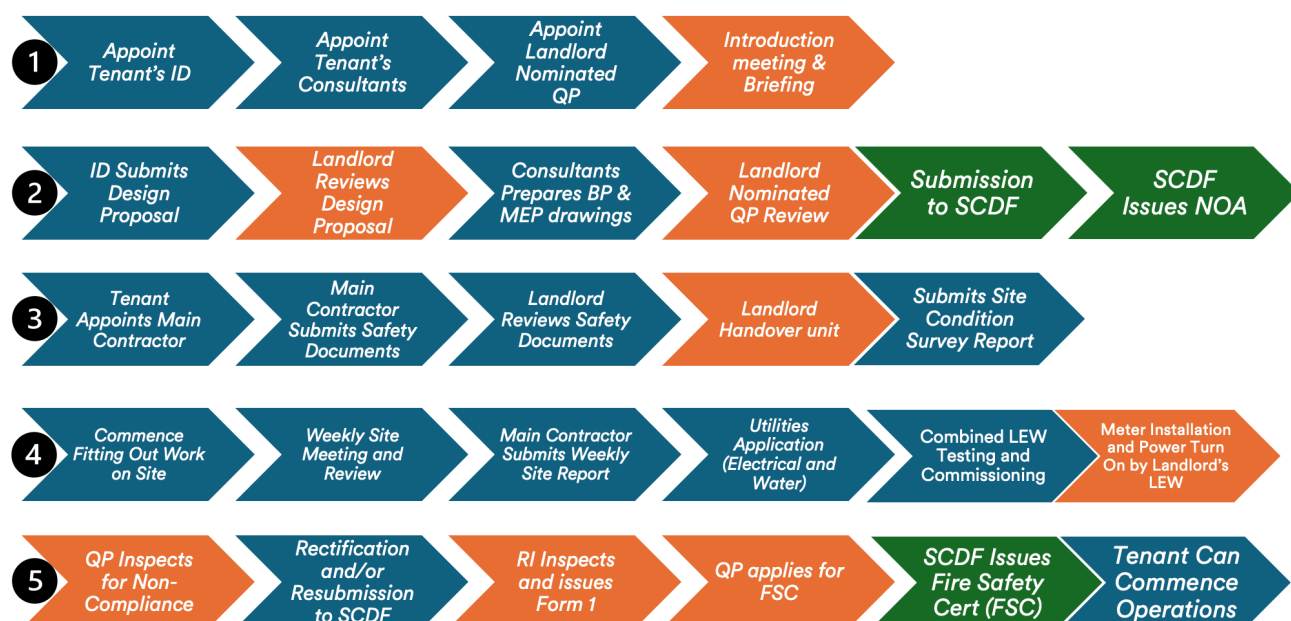 1
Appoint
Tenant's ID
Appoint
Tenant's
Consultants
Appoint
Landlord
Nominated
QP
Introduction
meeting &
Briefing
2
ID Submits
Design
Proposal
Landlord
Reviews
Design
Proposal
Consultants
Prepares BP &
MEP drawings
Landlord
Nominated
QP Review
Submission
to SCDF
SCDF
Issues NOA
3
Tenant
Appoints Main
Contractor
Main
Contractor
Submits Safety
Documents
Landlord
Reviews Safety
Documents
Landlord
Handover unit
Submits Site
Condition
Survey Report
4
Commence
Fitting Out Work
on Site
Weekly Site
Meeting and
Review
Main Contractor
Submits Weekly
Site Report
Utilities
Application
(Electrical and
Water)
Combined LEW
Testing and
Commissioning
Meter Installation
and Power Turn
On by Landlord's
LEW
5
QP Inspects
for Non-
Compliance
Rectification
and/or
Resubmission
to SCDF
RI Inspects
and issues
Form 1
QP applies for
FSC
SCDF Issues
Fire Safety
Cert (FSC)
Tenant Can
Commence
Operations